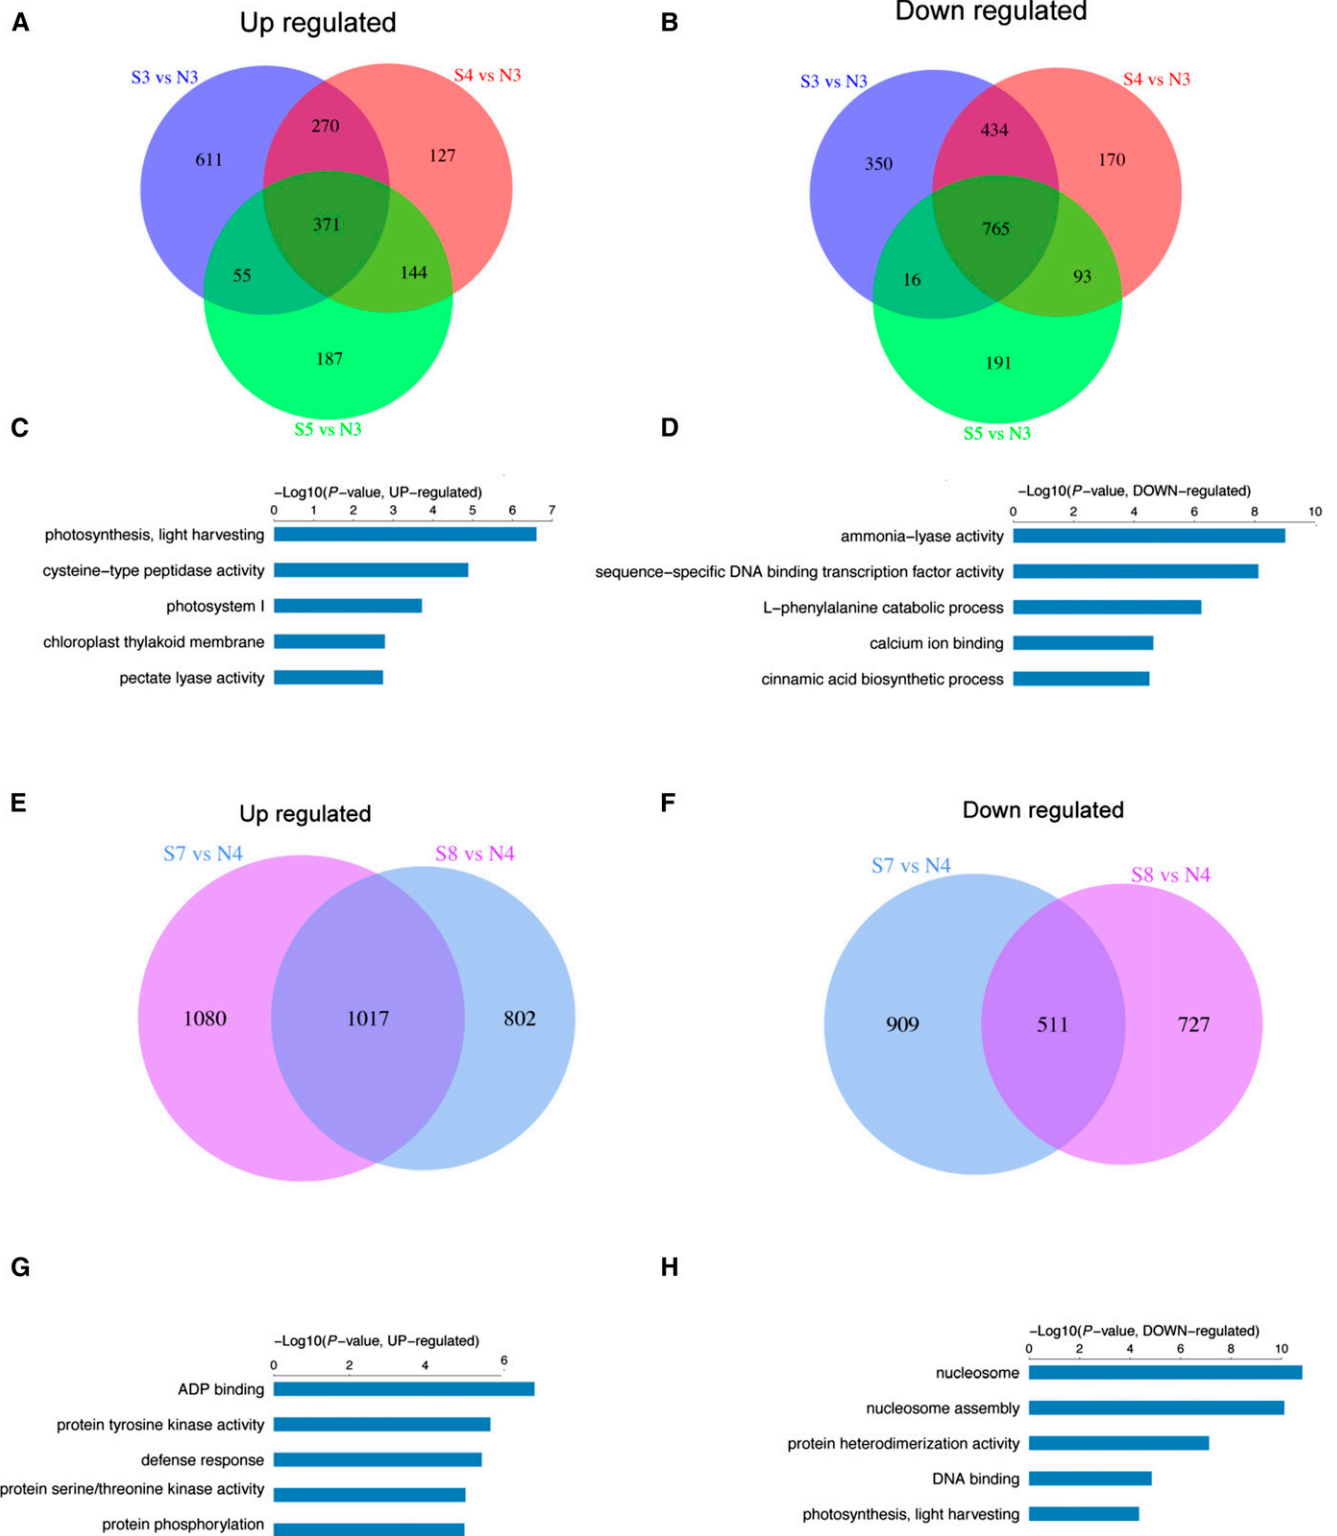 A
Up regulated
S3 vs N3
S4 vs N3
270
611
127
371
55
144
187
S5 vs N3
B
Down regulated
S3 vs N3
S4 vs N3
434
350
170
765
16
93
191
S5 vs N3
C
−Log10(P−value, UP−regulated)
0 1 2 3 4 5 6 7
photosynthesis, light harvesting
cysteine−type peptidase activity
photosystem I
chloroplast thylakoid membrane
pectate lyase activity
D
−Log10(P−value, DOWN−regulated)
0 2 4 6 8 10
ammonia−lyase activity
sequence−specific DNA binding transcription factor activity
L−phenylalanine catabolic process
calcium ion binding
cinnamic acid biosynthetic process
E
Up regulated
S7 vs N4
S8 vs N4
1080
1017
802
F
Down regulated
S7 vs N4
S8 vs N4
909
511
727
G
−Log10(P−value, UP−regulated)
0 2 4 6
ADP binding
protein tyrosine kinase activity
defense response
protein serine/threonine kinase activity
protein phosphorylation
H
−Log10(P−value, DOWN−regulated)
0 2 4 6 8 10
nucleosome
nucleosome assembly
protein heterodimerization activity
DNA binding
photosynthesis, light harvesting